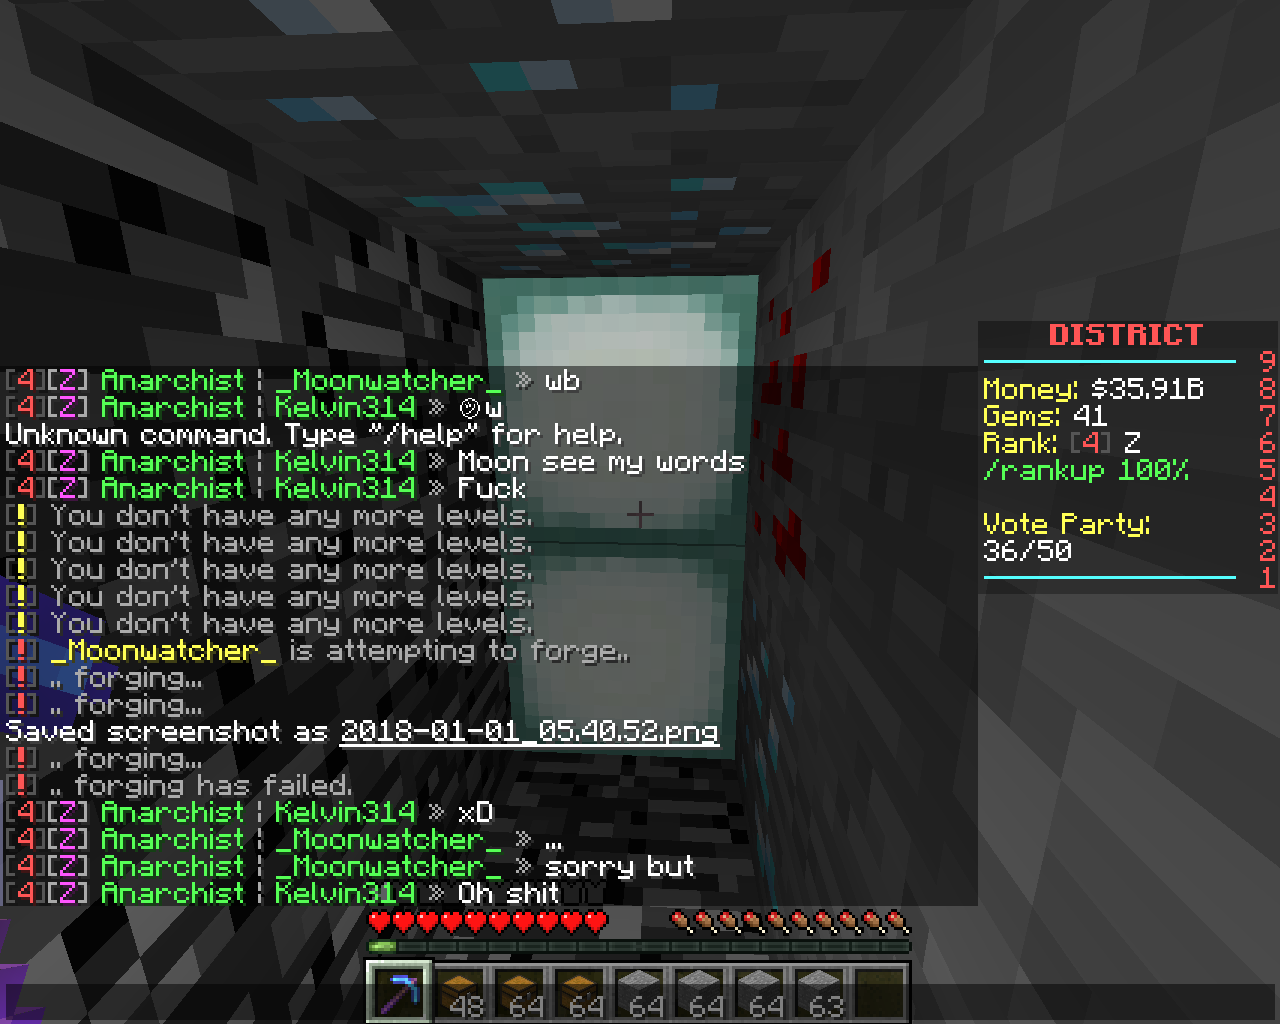 [4][Z] Anarchist | _Moonwatcher_ » wb
[4][Z] Anarchist | Kelvin314 » ☺w
Unknown command. Type "/help" for help.
[4][Z] Anarchist | Kelvin314 » Moon see my words
[4][Z] Anarchist | Kelvin314 » Fuck
[!] You don't have any more levels.
[!] You don't have any more levels.
[!] You don't have any more levels.
[!] You don't have any more levels.
[!] You don't have any more levels.
[!] _Moonwatcher_ is attempting to forge..
[!] .. forging...
[!] .. forging...
Saved screenshot as 2018-01-01_05.40.52.png
[!] .. forging...
[!] .. forging has failed.
[4][Z] Anarchist | Kelvin314 » xD
[4][Z] Anarchist | _Moonwatcher_ » ...
[4][Z] Anarchist | _Moonwatcher_ » sorry but
[4][Z] Anarchist | Kelvin314 » Oh shit
DISTRICT
9
Money: $35.91B 8
Gems: 41 7
Rank: [4] Z 6
/rankup 100% 5
4
Vote Party: 3
36/50 2
1
48 64 64 64 64 64 63